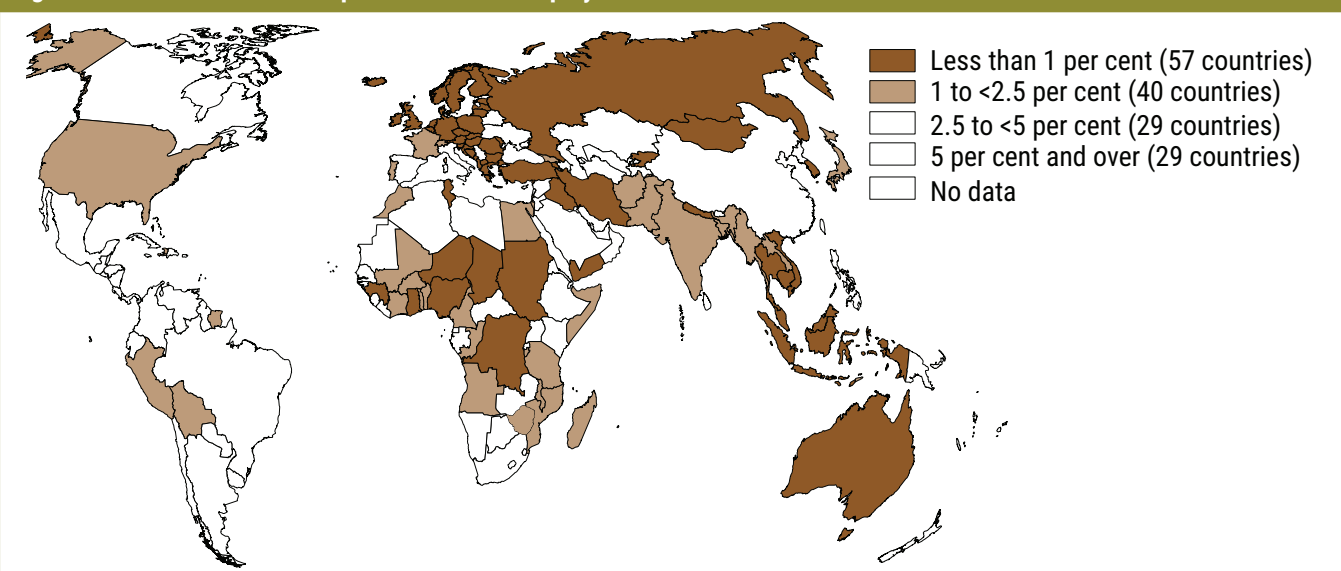 Less than 1 per cent (57 countries)
1 to <2.5 per cent (40 countries)
2.5 to <5 per cent (29 countries)
5 per cent and over (29 countries)
No data